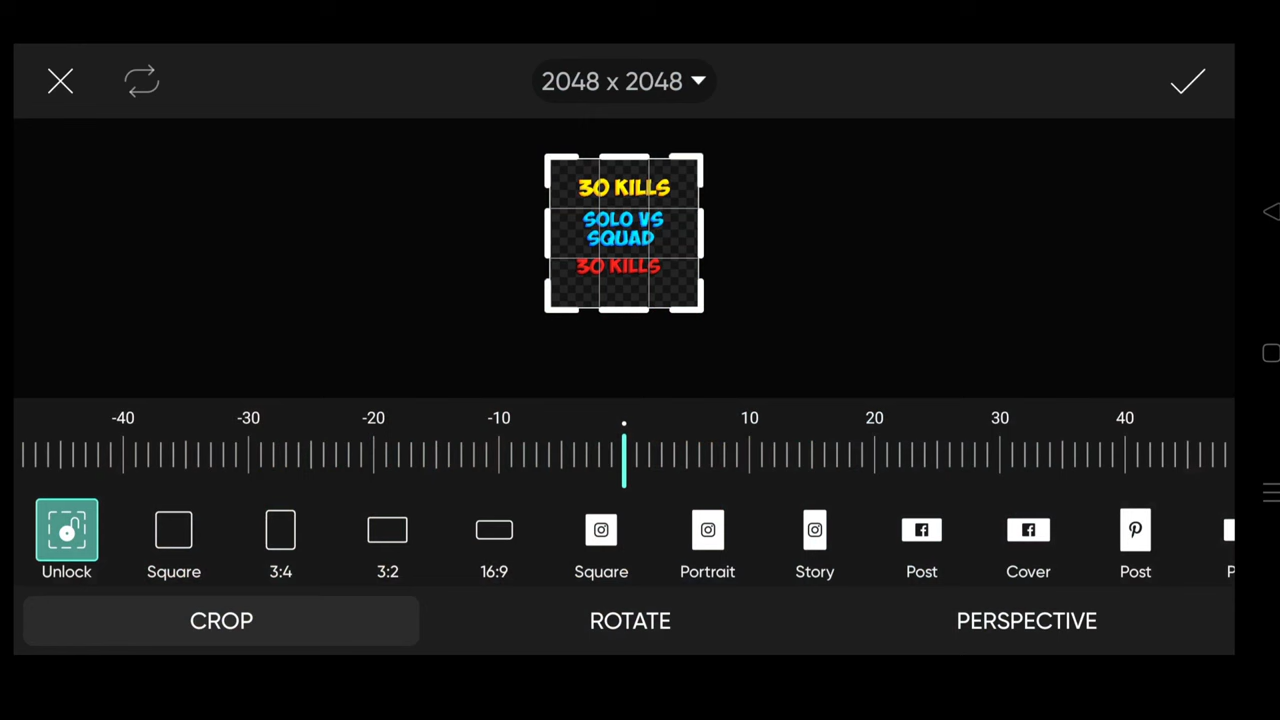 2048 x 2048
30 KILLS
SOLO VS
SQUAD
30 KILLS
-40 -30 -20 -10 10 20 30 40
Unlock Square 3:4 3:2 16:9 Square Portrait Story Post Cover Post P
CROP ROTATE PERSPECTIVE